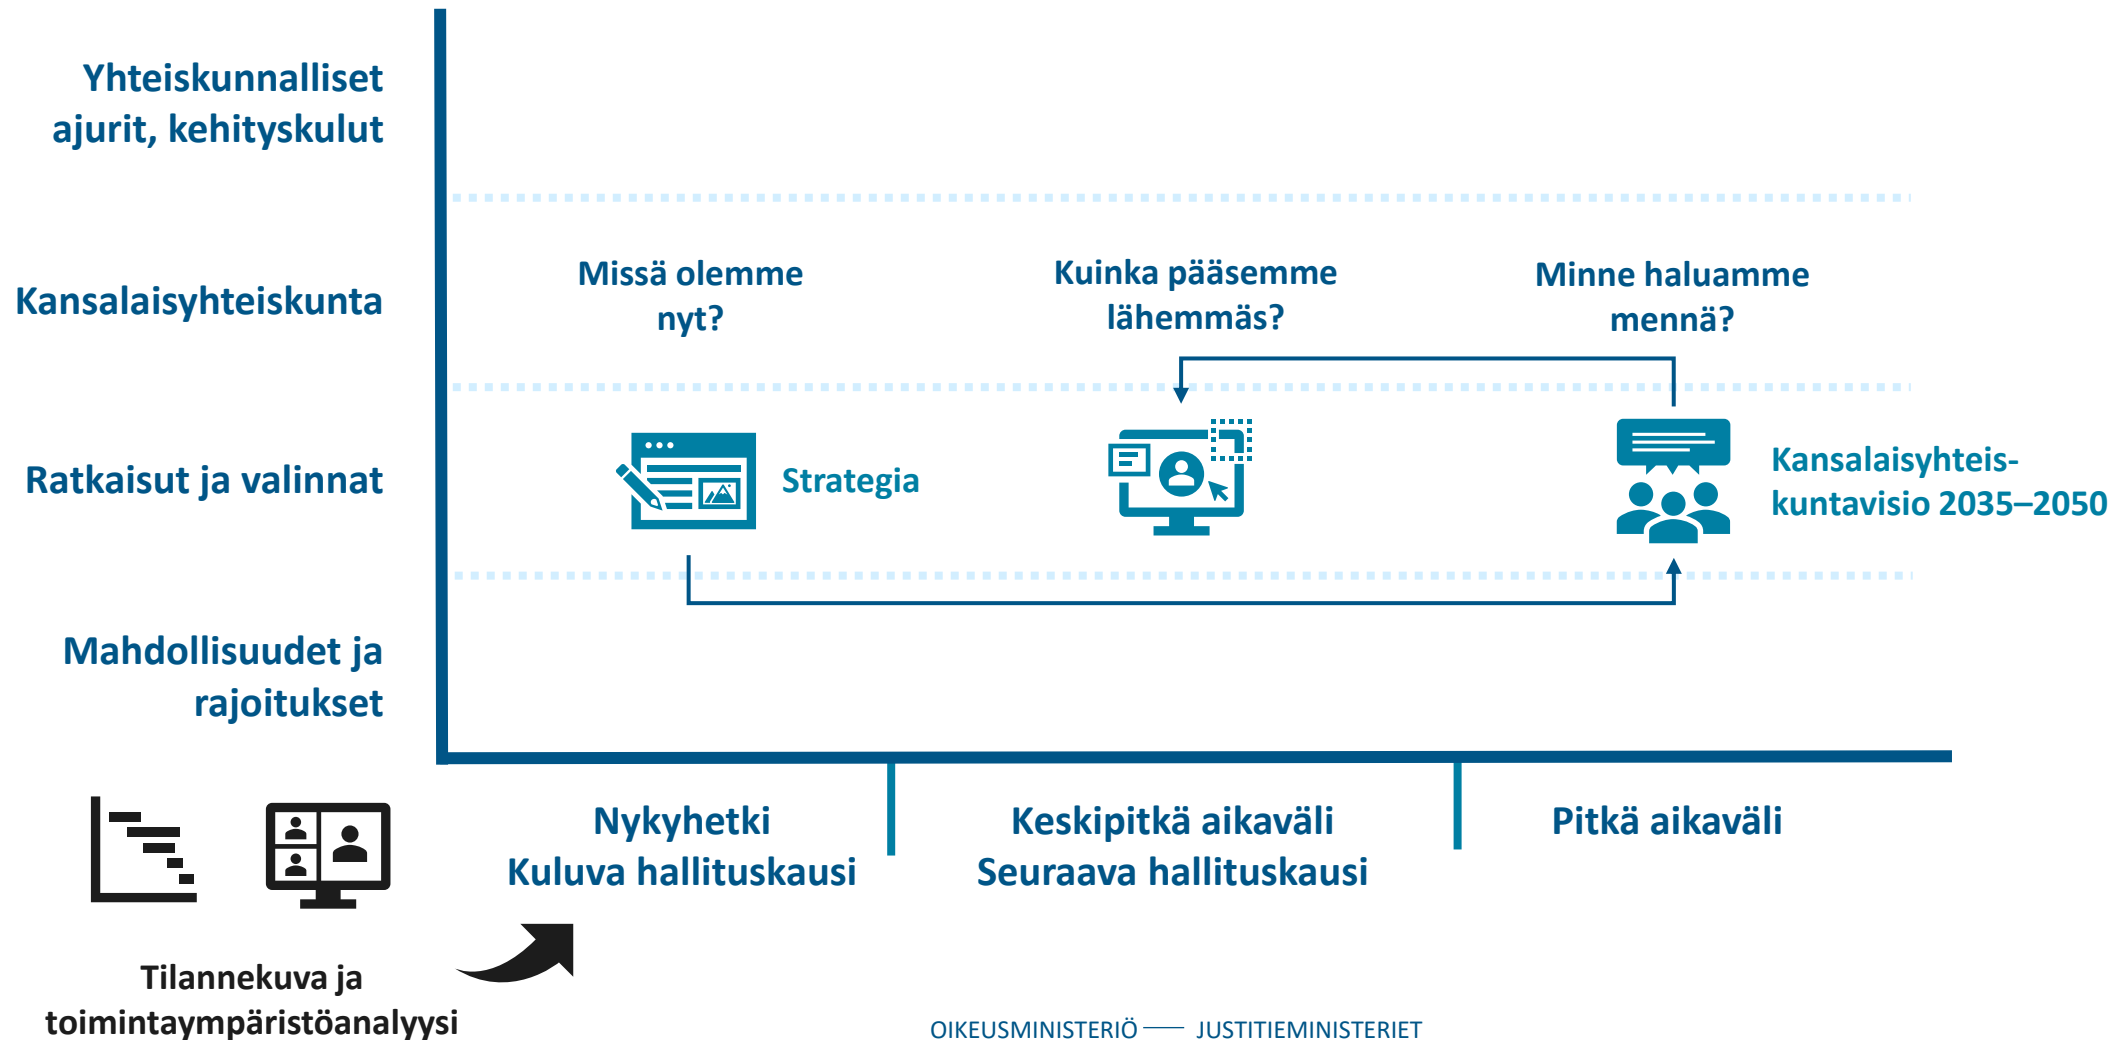 Yhteiskunnalliset
ajurit, kehityskulut
Kansalaisyhteiskunta
Missä olemme
nyt?
Kuinka pääsemme
lähemmäs?
Minne haluamme
mennä?
Ratkaisut ja valinnat
Strategia
Kansalaisyhteis-
kuntavisio 2035–2050
Mahdollisuudet ja
rajoitukset
Nykyhetki
Kuluva hallituskausi
Keskipitkä aikaväli
Seuraava hallituskausi
Pitkä aikaväli
Tilannekuva ja
toimintaympäristöanalyysi
OIKEUSMINISTERIÖ — JUSTITIEMINISTERIET